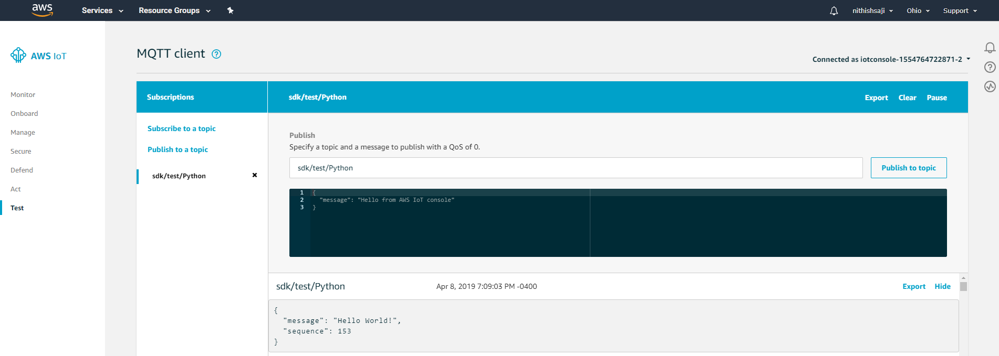 aws Services Resource Groups nithishsaji Ohio Support
AWS IoT
Monitor
Onboard
Manage
Secure
Defend
Act
Test
MQTT client
Connected as iotconsole-1554764722871-2
Subscriptions
Subscribe to a topic
Publish to a topic
sdk/test/Python
sdk/test/Python
Export Clear Pause
Publish
Specify a topic and a message to publish with a QoS of 0.
sdk/test/Python
Publish to topic
1 {
2 "message": "Hello from AWS IoT console"
3 }
sdk/test/Python Apr 8, 2019 7:09:03 PM -0400 Export Hide
{
"message": "Hello World!",
"sequence": 153
}